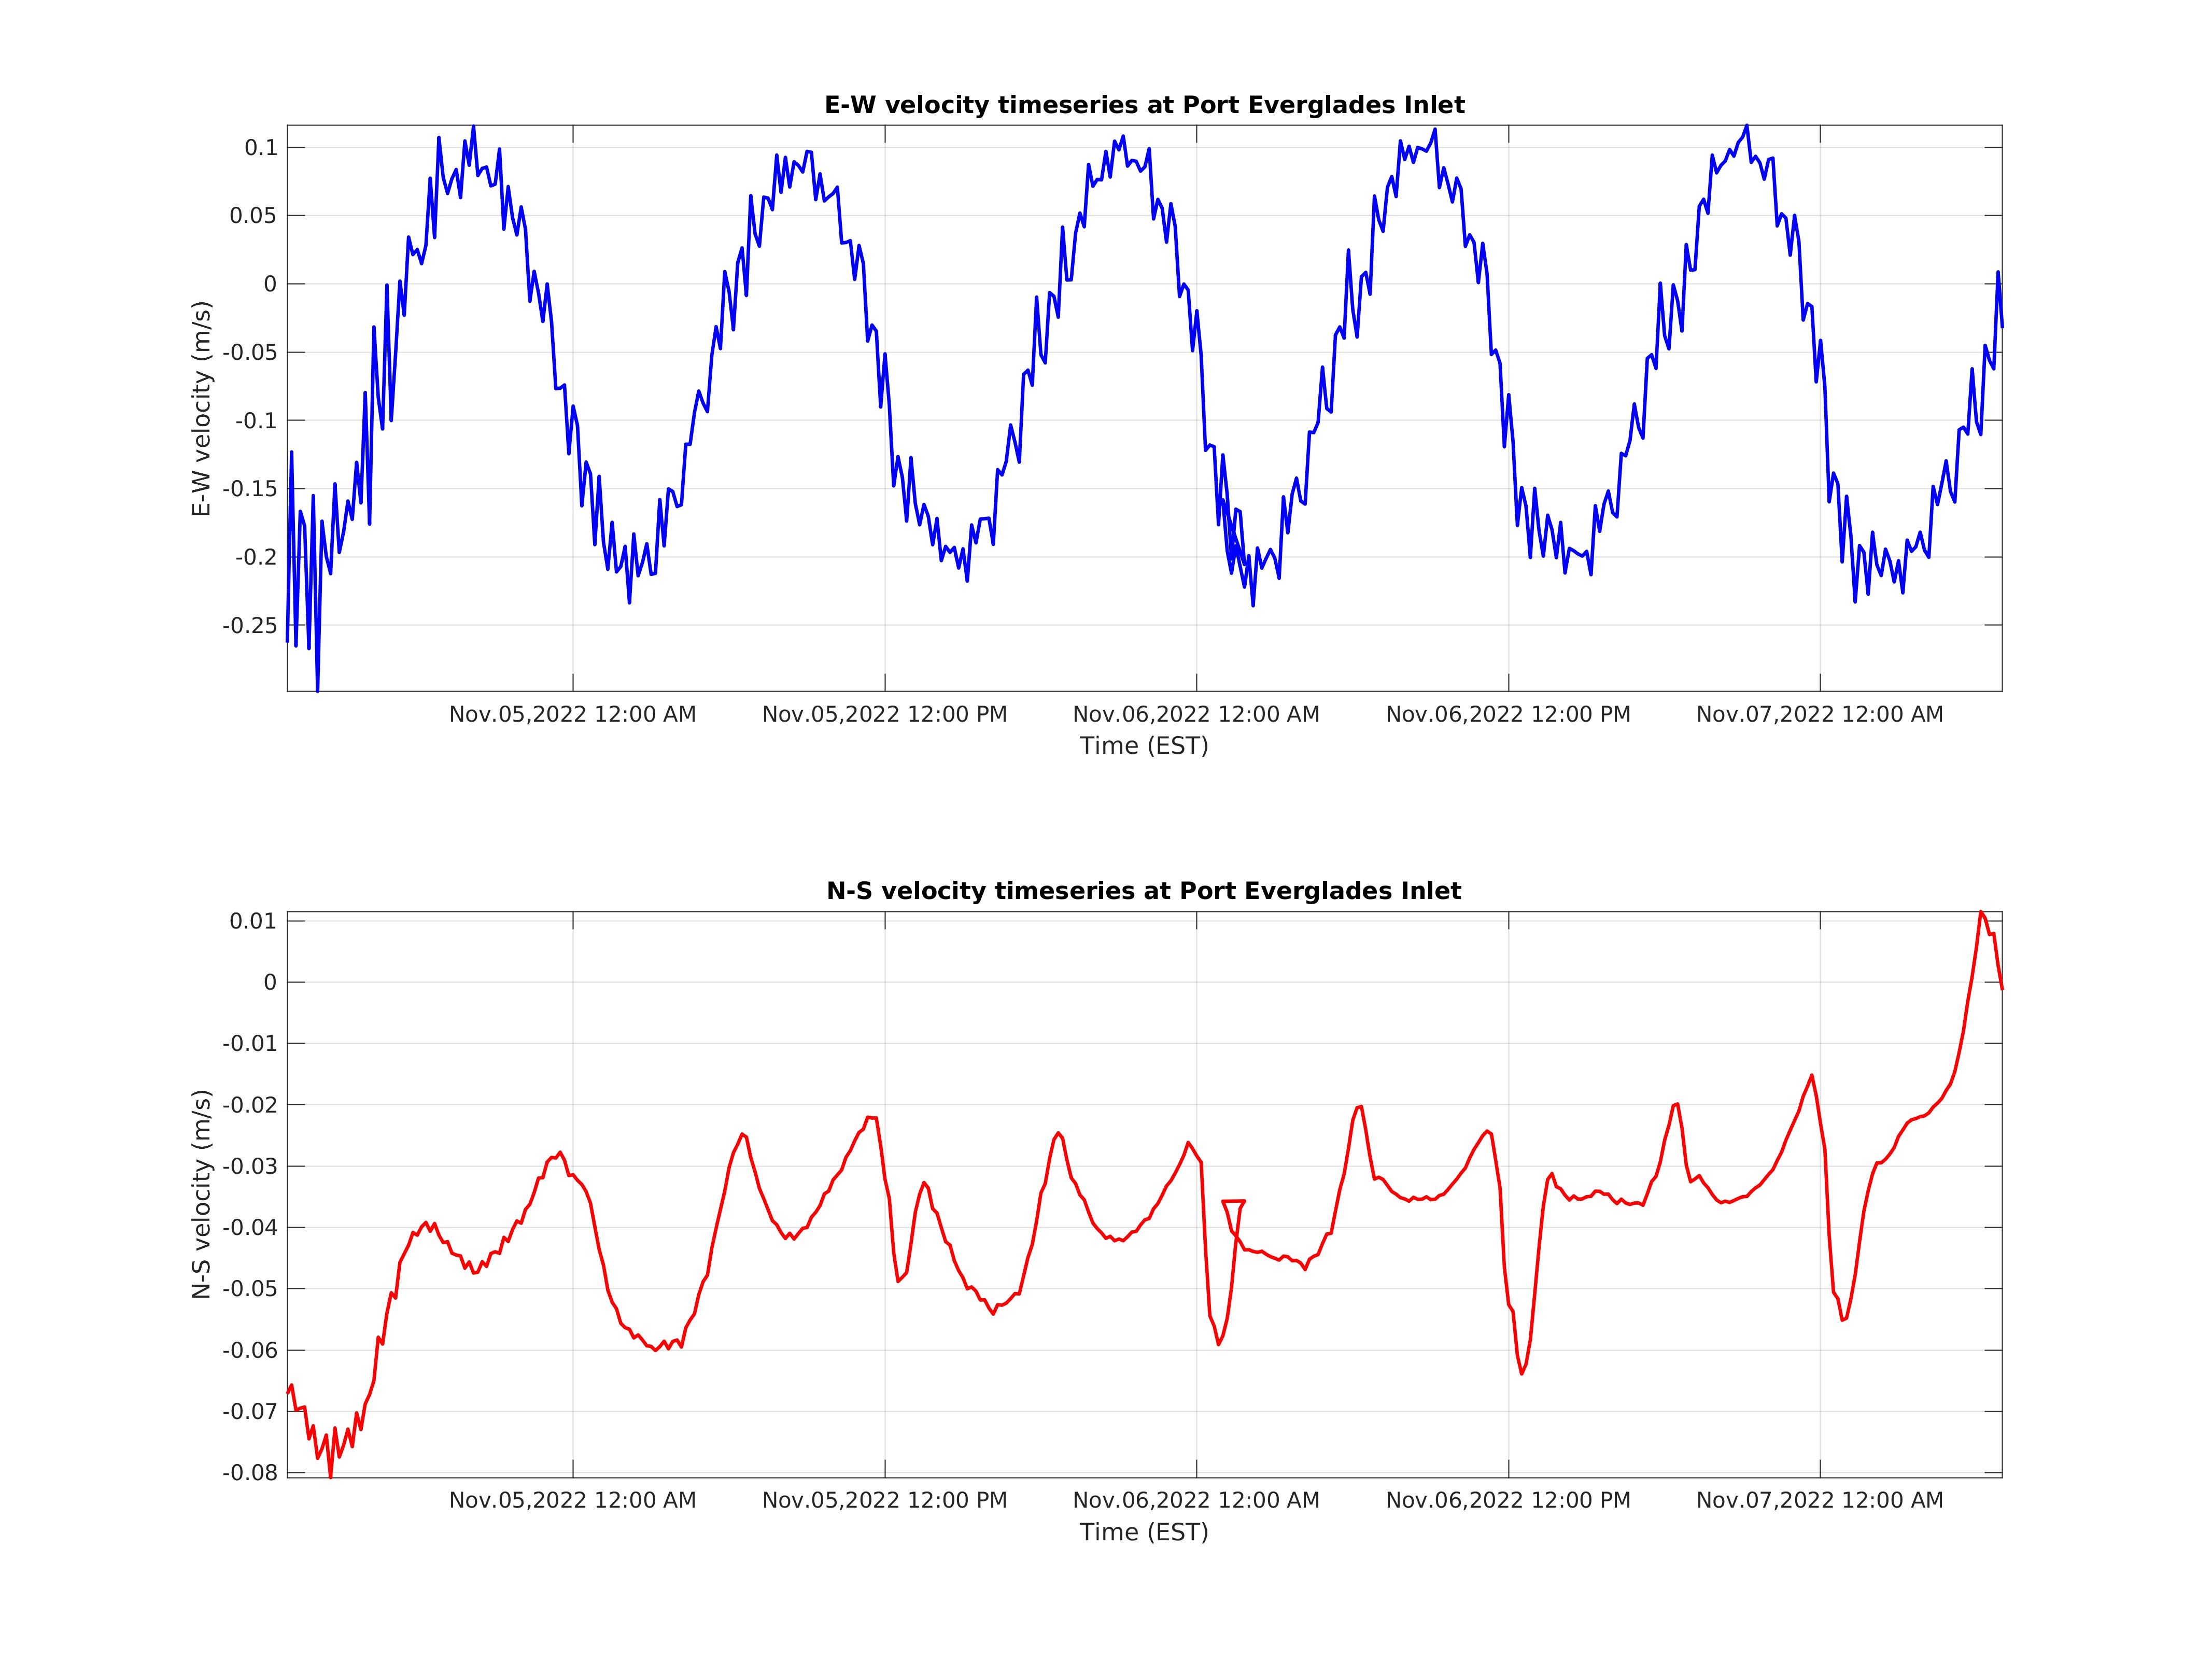 E-W velocity timeseries at Port Everglades Inlet
0.1
0.05
0
-0.05
-0.1
-0.15
-0.2
-0.25
E-W velocity (m/s)
Nov.05,2022 12:00 AM Nov.05,2022 12:00 PM Nov.06,2022 12:00 AM Nov.06,2022 12:00 PM Nov.07,2022 12:00 AM
Time (EST)
N-S velocity timeseries at Port Everglades Inlet
0.01
0
-0.01
-0.02
-0.03
-0.04
-0.05
-0.06
-0.07
-0.08
N-S velocity (m/s)
Nov.05,2022 12:00 AM Nov.05,2022 12:00 PM Nov.06,2022 12:00 AM Nov.06,2022 12:00 PM Nov.07,2022 12:00 AM
Time (EST)